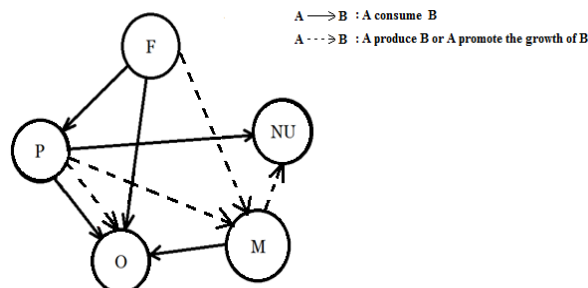 A ⟶ B : A consume B
A ---> B : A produce B or A promote the growth of B
F
NU
P
M
O